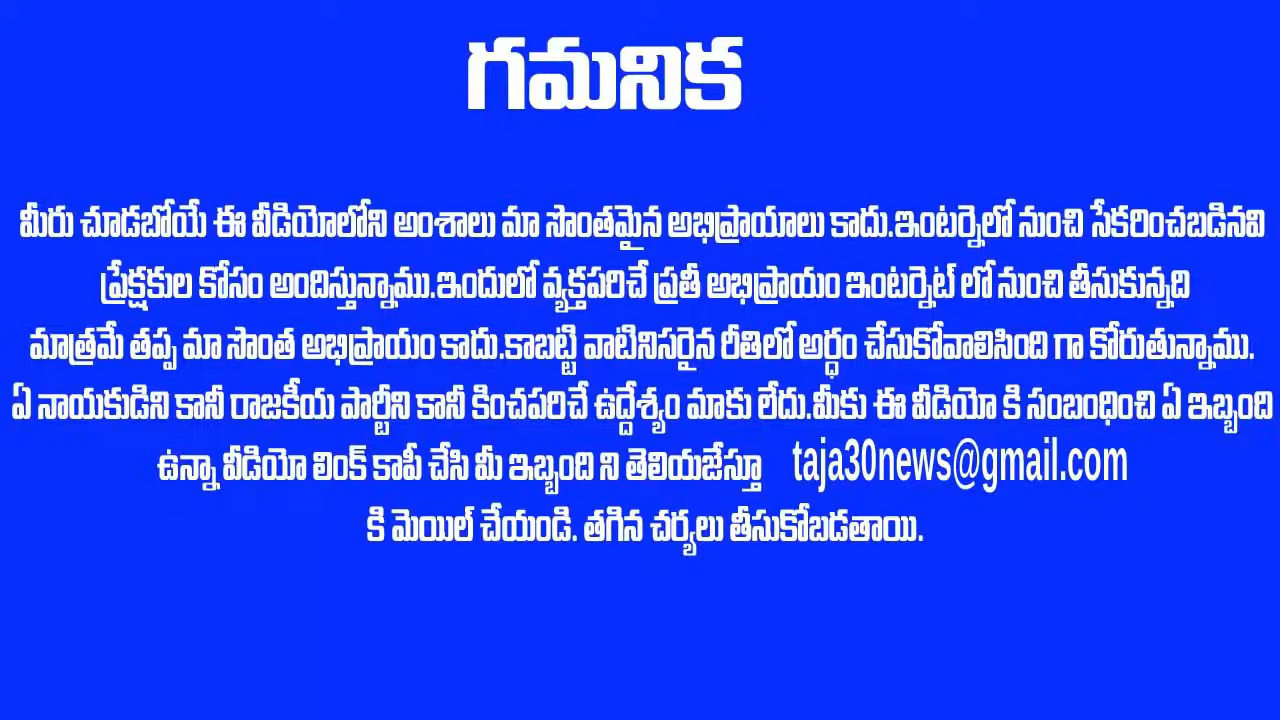 గమనిక
మీరు చూడబోయే ఈ వీడియోలోని అంశాలు మా సొంతమైన అభిప్రాయాలు కాదు.ఇంటర్నెలో నుంచి సేకరించబడినవి
ప్రేక్షకుల కోసం అందిస్తున్నాము.ఇందులో వ్యక్తపరిచే ప్రతీ అభిప్రాయం ఇంటర్నెట్ లో నుంచి తీసుకున్నది
మాత్రమే తప్ప మా సొంత అభిప్రాయం కాదు.కాబట్టి వాటినిసరైన రీతిలో అర్ధం చేసుకోవాలిసింది గా కోరుతున్నాము.
ఏ నాయకుడిని కానీ రాజకీయ పార్టీని కానీ కించపరిచే ఉద్దేశ్యం మాకు లేదు.మీకు ఈ వీడియో కి సంబంధించి ఏ ఇబ్బంది
ఉన్నా వీడియో లింక్ కాపీ చేసి మీ ఇబ్బంది ని తెలియజేస్తూ taja30news@gmail.com
కి మెయిల్ చేయండి. తగిన చర్యలు తీసుకోబడతాయి.